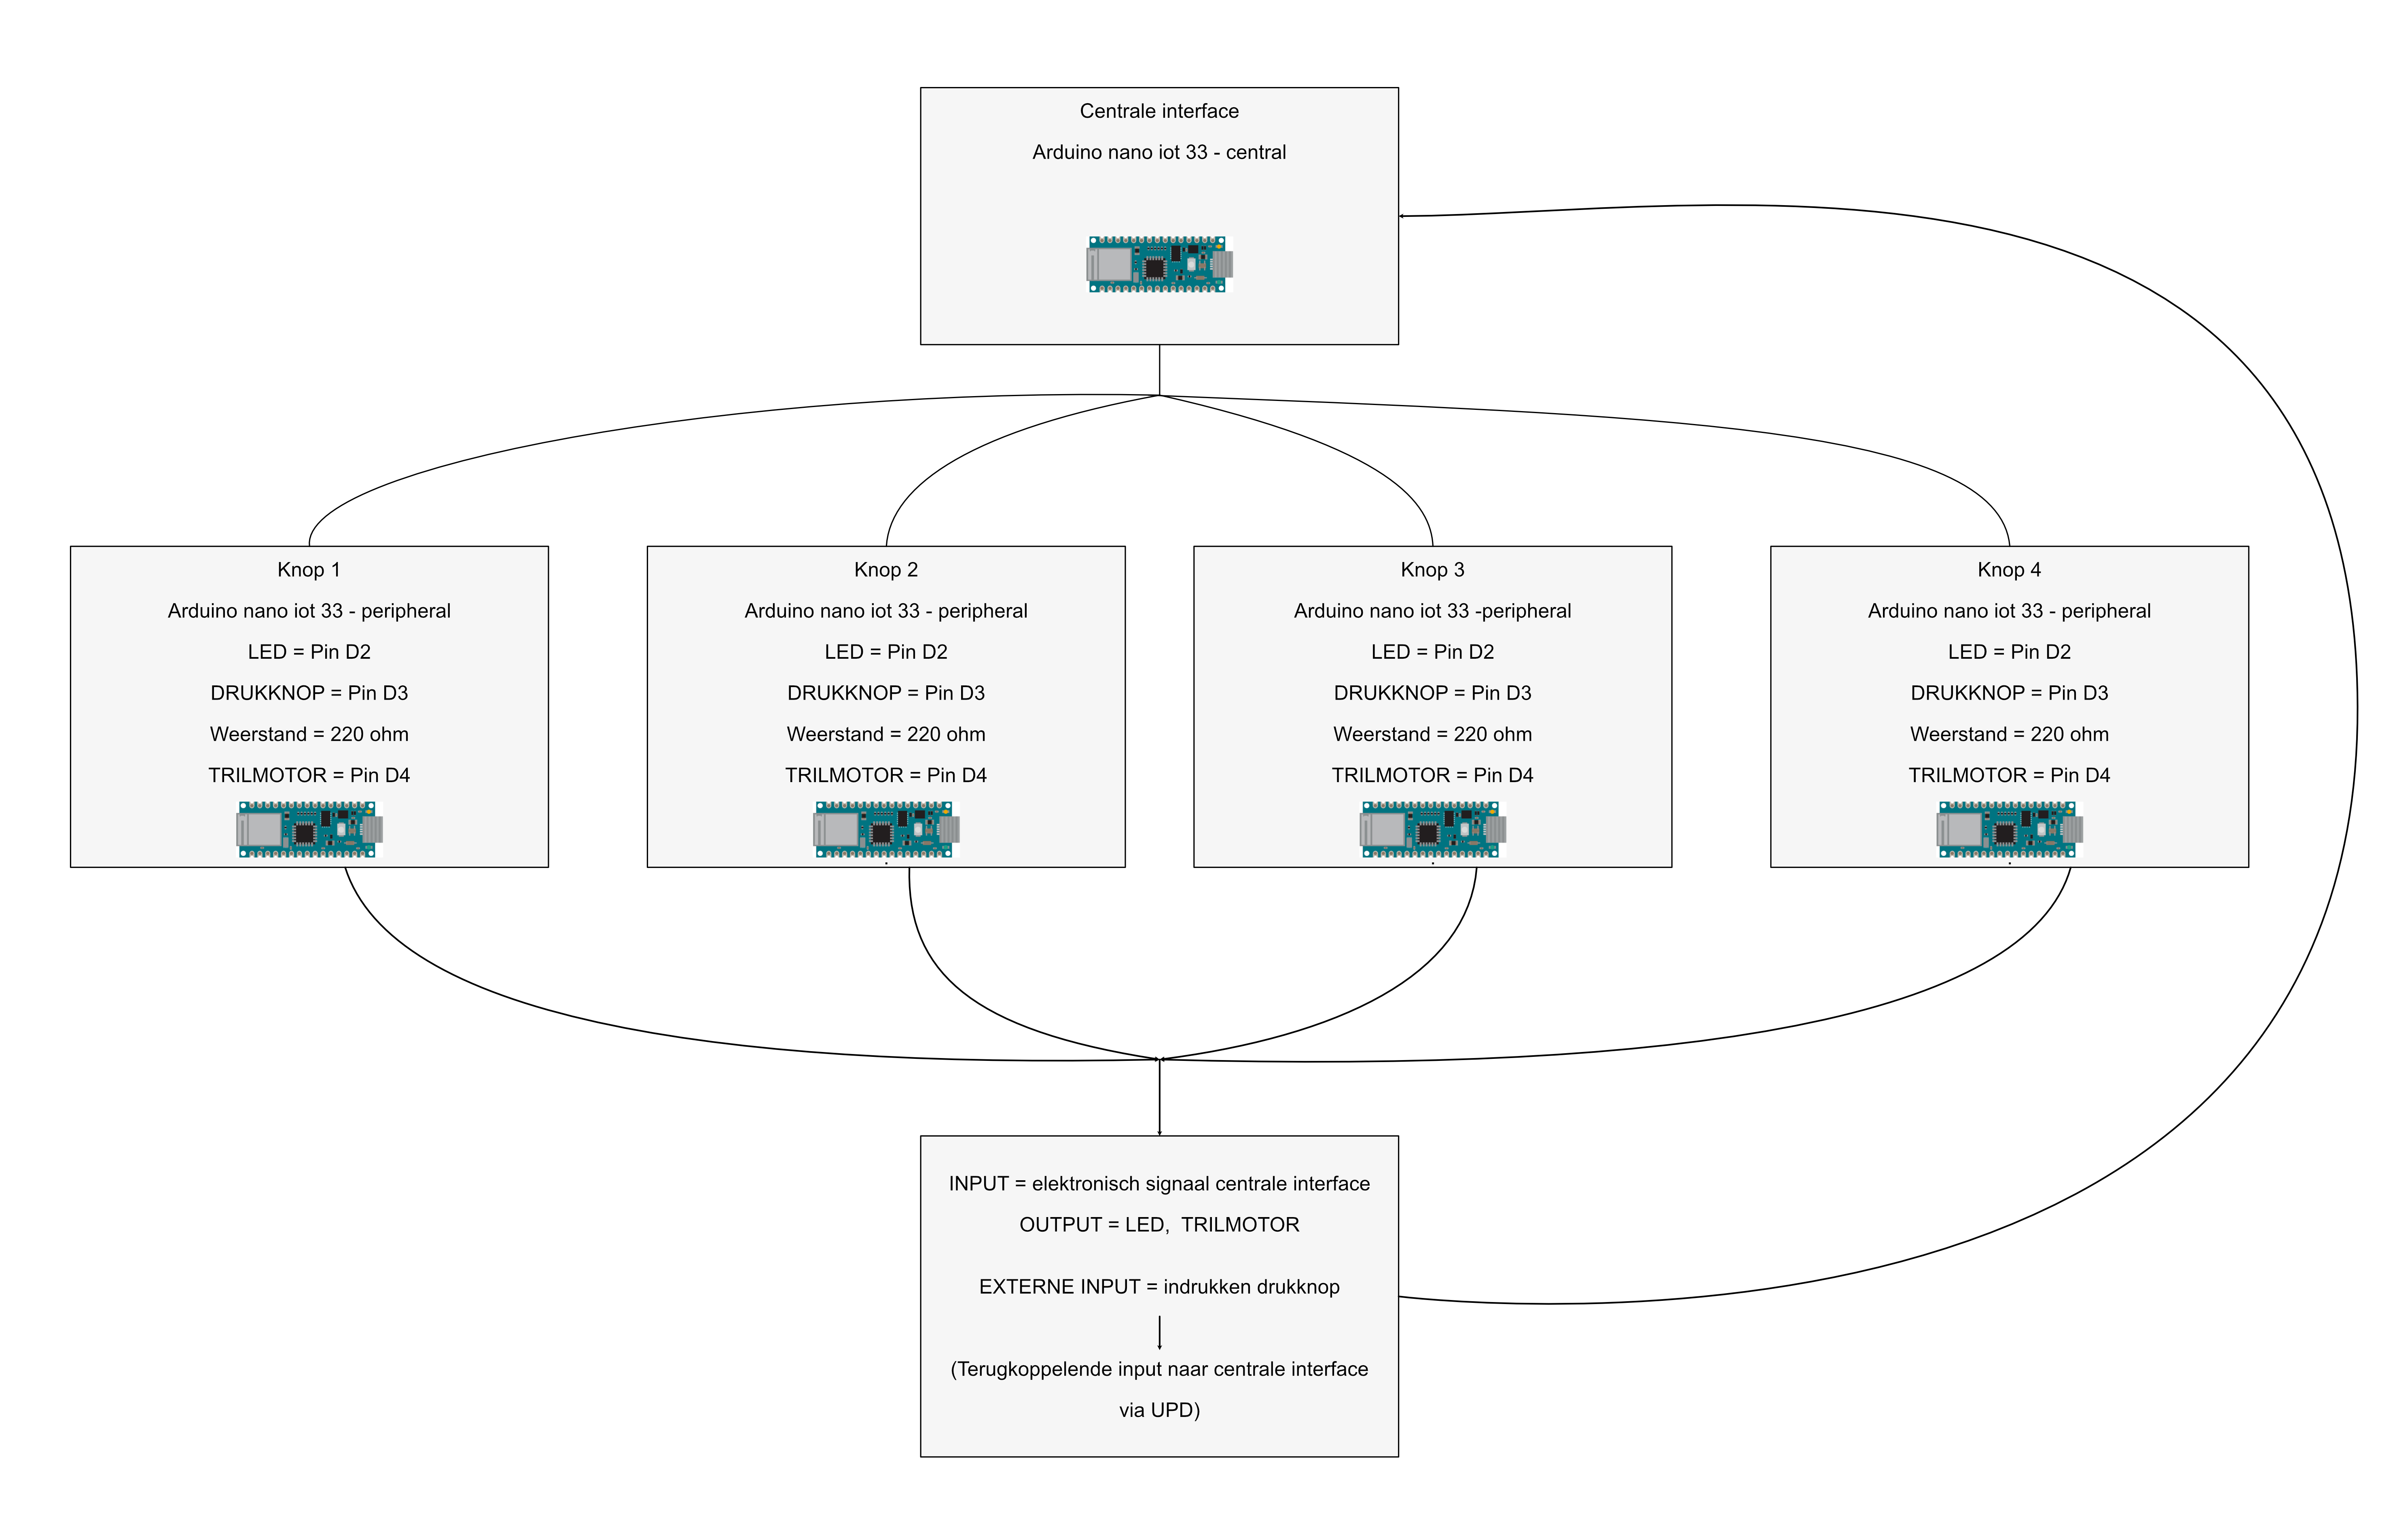 Centrale interface
Arduino nano iot 33 - central
Knop 1
Arduino nano iot 33 - peripheral
LED = Pin D2
DRUKKNOP = Pin D3
Weerstand = 220 ohm
TRILMOTOR = Pin D4
Knop 2
Arduino nano iot 33 - peripheral
LED = Pin D2
DRUKKNOP = Pin D3
Weerstand = 220 ohm
TRILMOTOR = Pin D4
.
Knop 3
Arduino nano iot 33 -peripheral
LED = Pin D2
DRUKKNOP = Pin D3
Weerstand = 220 ohm
TRILMOTOR = Pin D4
.
Knop 4
Arduino nano iot 33 - peripheral
LED = Pin D2
DRUKKNOP = Pin D3
Weerstand = 220 ohm
TRILMOTOR = Pin D4
.
INPUT = elektronisch signaal centrale interface
OUTPUT = LED,  TRILMOTOR
EXTERNE INPUT = indrukken drukknop
(Terugkoppelende input naar centrale interface
via UPD)